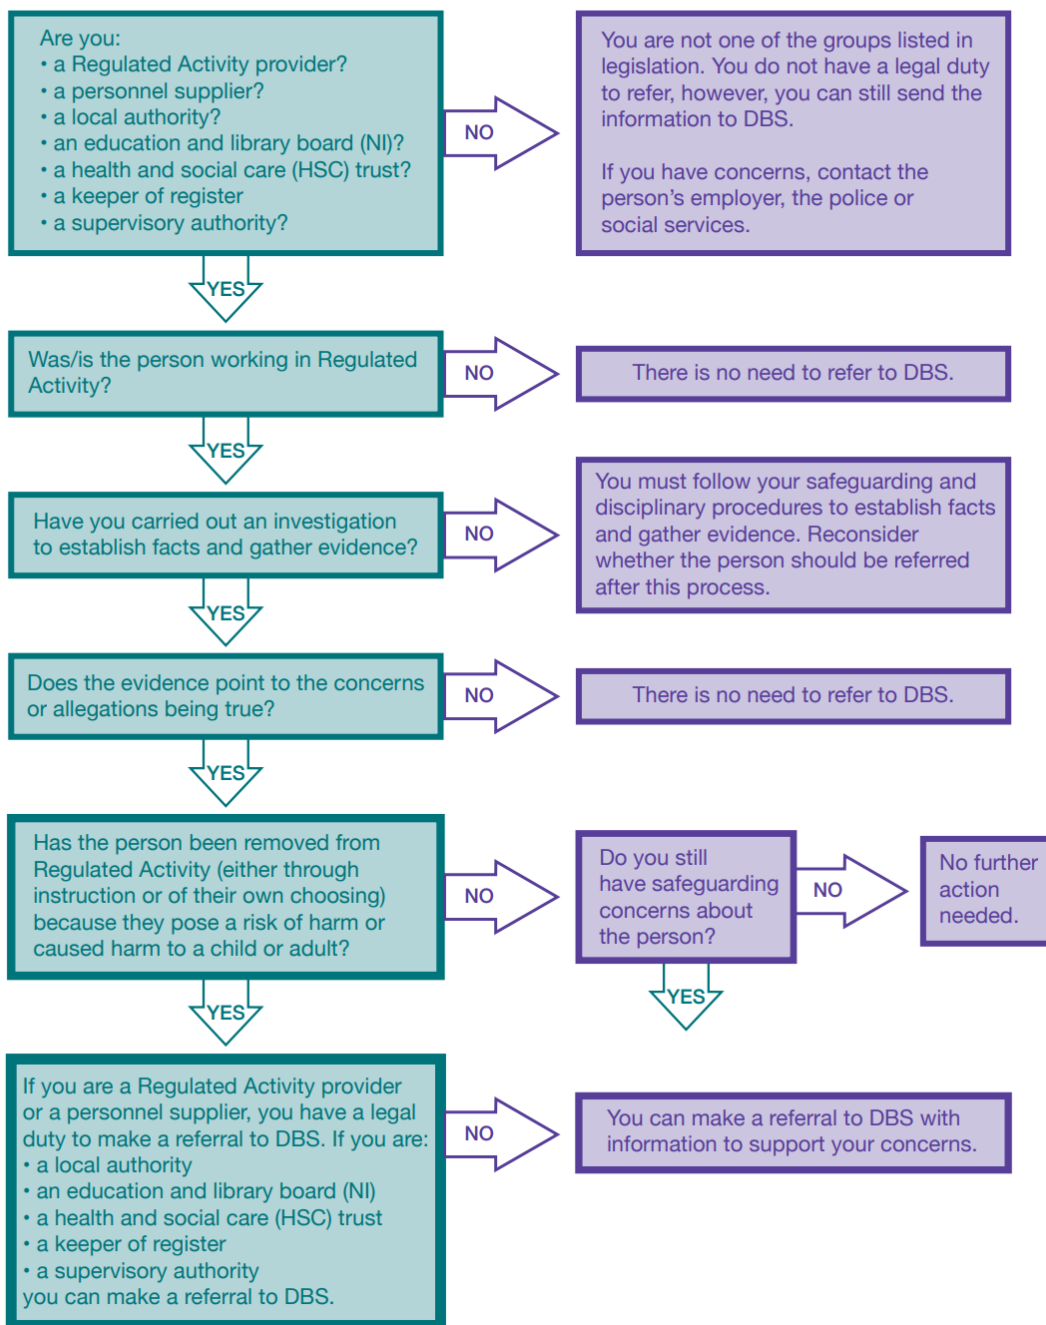 Are you:
• a Regulated Activity provider?
• a personnel supplier?
• a local authority?
• an education and library board (NI)?
• a health and social care (HSC) trust?
• a keeper of register
• a supervisory authority?
NO
You are not one of the groups listed in
legislation. You do not have a legal duty
to refer, however, you can still send the
information to DBS.
If you have concerns, contact the
person's employer, the police or
social services.
YES
Was/is the person working in Regulated
Activity?
NO
There is no need to refer to DBS.
YES
Have you carried out an investigation
to establish facts and gather evidence?
NO
You must follow your safeguarding and
disciplinary procedures to establish facts
and gather evidence. Reconsider
whether the person should be referred
after this process.
YES
Does the evidence point to the concerns
or allegations being true?
NO
There is no need to refer to DBS.
YES
Has the person been removed from
Regulated Activity (either through
instruction or of their own choosing)
because they pose a risk of harm or
caused harm to a child or adult?
NO
Do you still
have safeguarding
concerns about
the person?
NO
No further
action
needed.
YES
YES
If you are a Regulated Activity provider
or a personnel supplier, you have a legal
duty to make a referral to DBS. If you are:
• a local authority
• an education and library board (NI)
• a health and social care (HSC) trust
• a keeper of register
• a supervisory authority
you can make a referral to DBS.
NO
You can make a referral to DBS with
information to support your concerns.